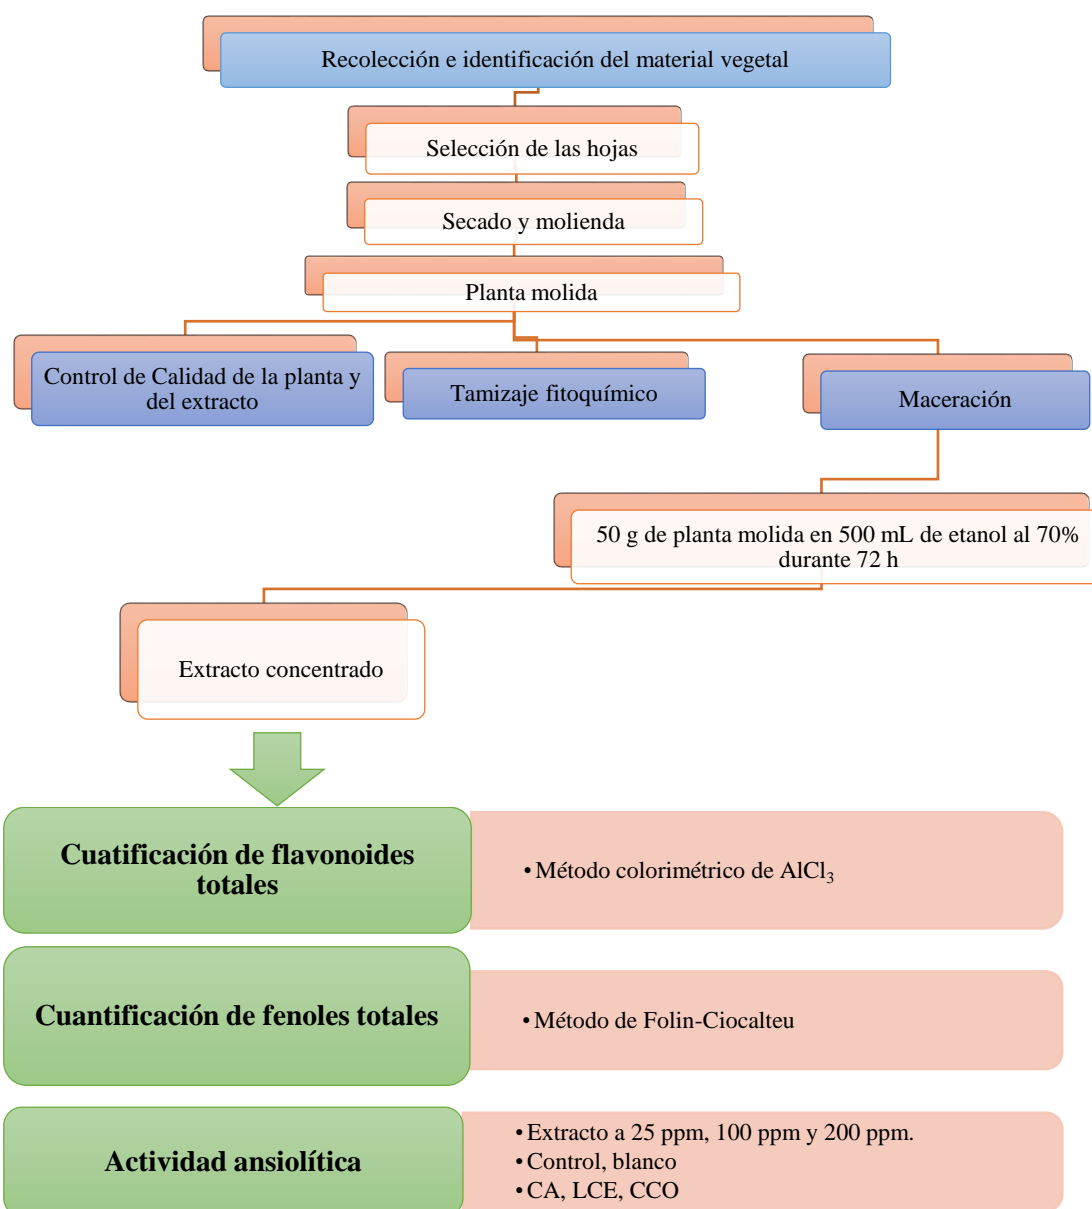 Recolección e identificación del material vegetal
Selección de las hojas
Secado y molienda
Planta molida
Control de Calidad de la planta y
del extracto
Tamizaje fitoquímico
Maceración
50 g de planta molida en 500 mL de etanol al 70%
durante 72 h
Extracto concentrado
Cuatificación de flavonoides
totales
• Método colorimétrico de AlCl₃
Cuantificación de fenoles totales
• Método de Folin-Ciocalteu
Actividad ansiolítica
• Extracto a 25 ppm, 100 ppm y 200 ppm.
• Control, blanco
• CA, LCE, CCO